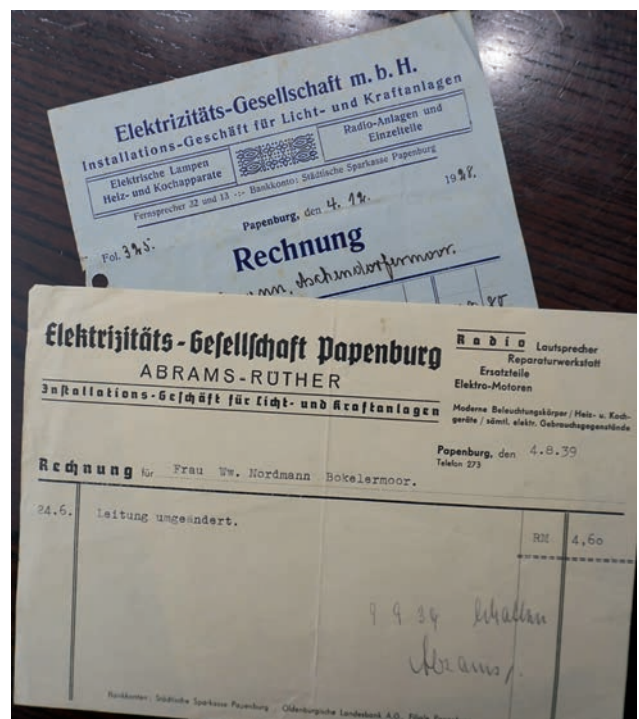 Elektrizitäts-Gesellschaft m. b. H.
Installations-Geschäft für Licht- und Kraftanlagen
Elektrische Lampen
Heiz- und Kochapparate
Radio-Anlagen und
Einzelteile
Fernsprecher 32 und 13 -:- Bankkonto: Städtische Sparkasse Papenburg
Fol. 325.
Papenburg, den 4. 12. 1928.
Rechnung
Aschendorfermoor.
80
Elektrizitäts-Gesellschaft Papenburg
ABRAMS-RÜTHER
Installations-Geschäft für Licht- und Kraftanlagen
Radio Lautsprecher
Reparaturwerkstatt
Ersatzteile
Elektro-Motoren
Moderne Beleuchtungskörper / Heiz- u. Koch-
geräte / sämtl. elektr. Gebrauchsgegenstände
Papenburg, den 4.8.39
Telefon 273
Rechnung für Frau Ww. Nordmann Bokelermoor.
24.6. Leitung umgeändert.
RM 4,60
9 9 39 erhalten
Abrams
Bankkonten: Städtische Sparkasse Papenburg . Oldenburgische Landesbank A.G.